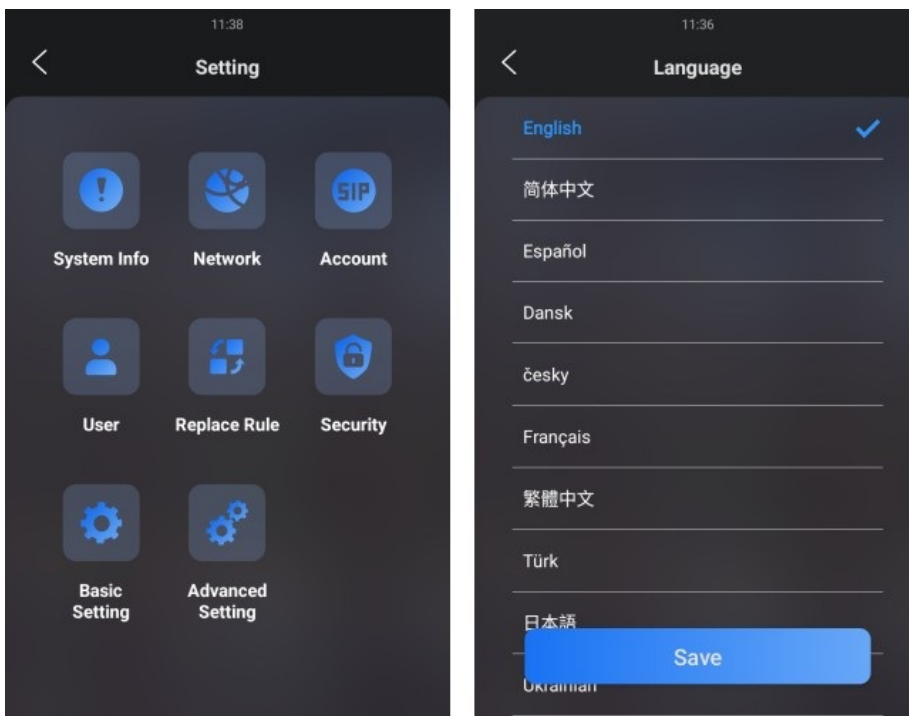 11:38
Setting
System Info
Network
Account
User
Replace Rule
Security
Basic
Setting
Advanced
Setting
11:36
Language
English
简体中文
Español
Dansk
česky
Français
繁體中文
Türk
日本語
Save
Ukrainian